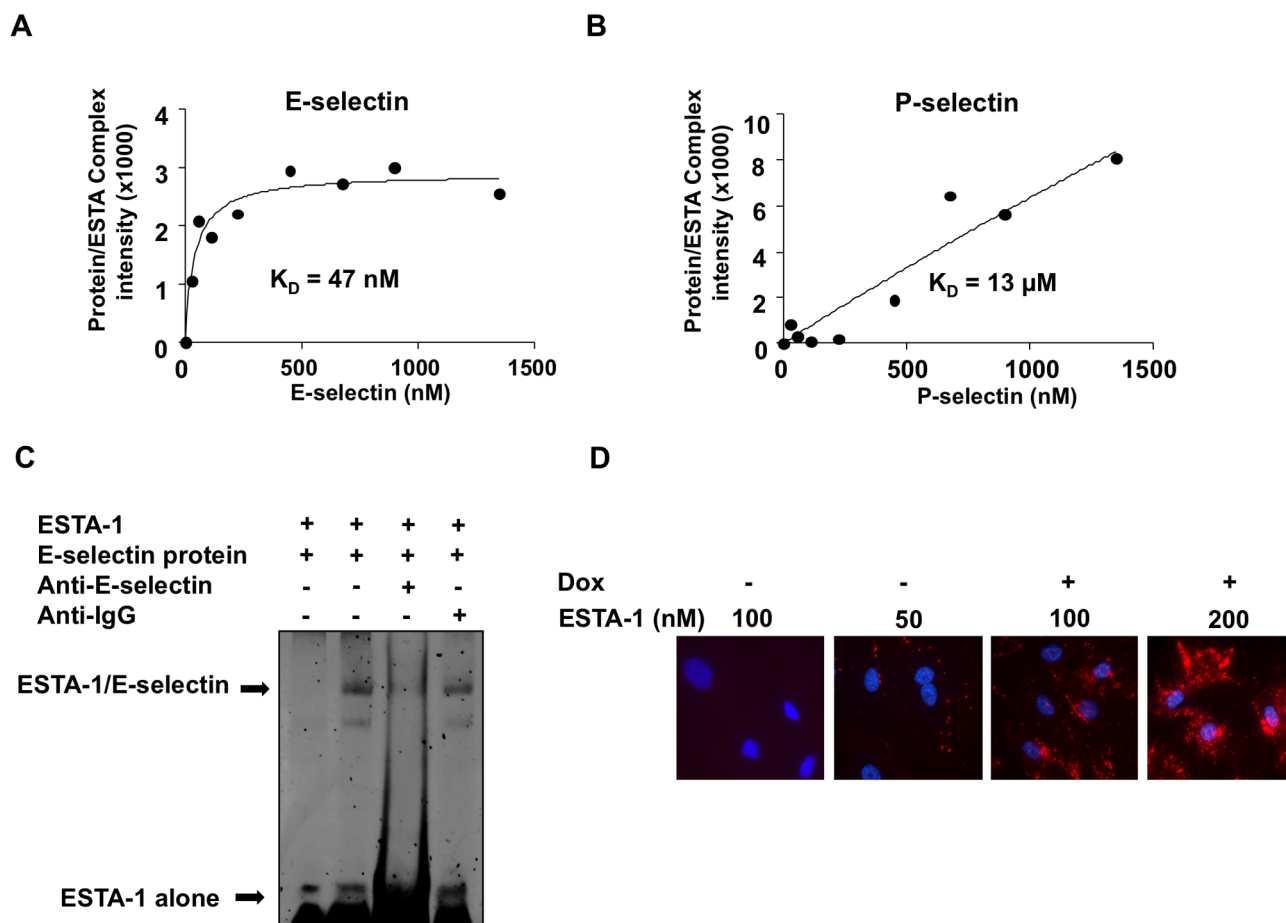 A
E-selectin
Protein/ESTA Complex
intensity (x1000)
4
3
2
1
0
K_D = 47 nM
0 500 1000 1500
E-selectin (nM)
B
P-selectin
Protein/ESTA Complex
intensity (x1000)
10
8
6
4
2
0
K_D = 13 µM
0 500 1000 1500
P-selectin (nM)
C
ESTA-1 + + + +
E-selectin protein + + + +
Anti-E-selectin - - + -
Anti-IgG - - - +
ESTA-1/E-selectin
ESTA-1 alone
D
Dox - - + +
ESTA-1 (nM) 100 50 100 200